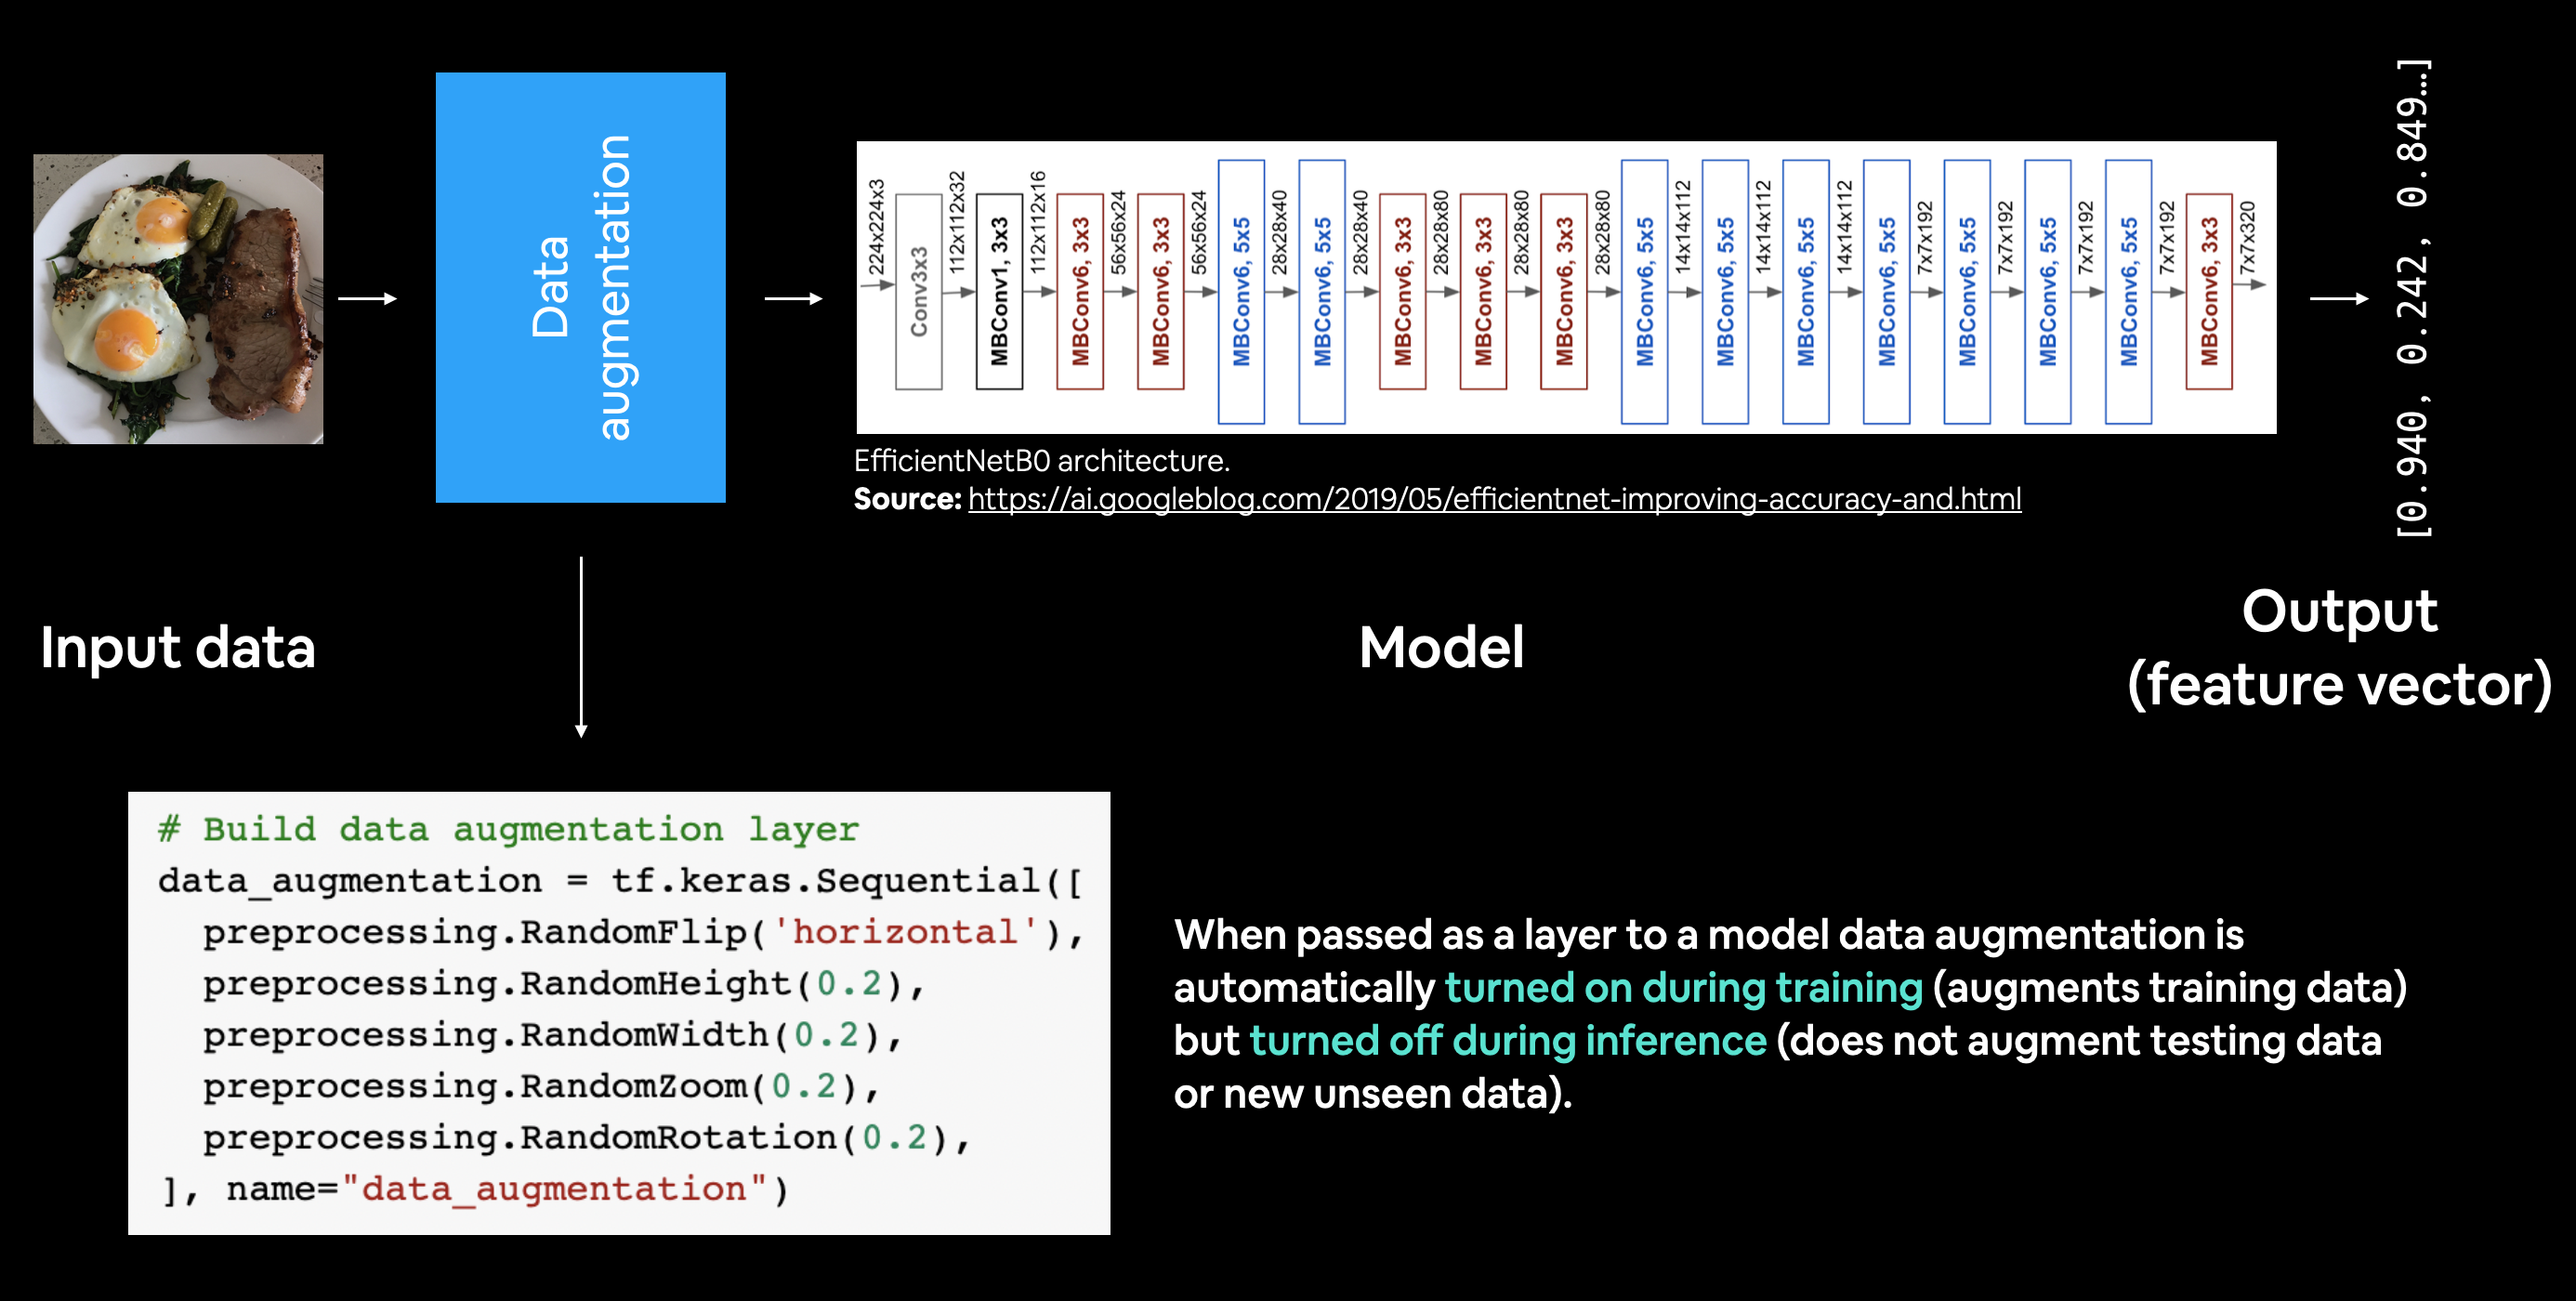 Data
augmentation
224x224x3
Conv3x3
112x112x32
MBConv1, 3x3
112x112x16
MBConv6, 3x3
56x56x24
MBConv6, 3x3
56x56x24
MBConv6, 5x5
28x28x40
MBConv6, 5x5
28x28x40
MBConv6, 3x3
28x28x80
MBConv6, 3x3
28x28x80
MBConv6, 3x3
28x28x80
MBConv6, 5x5
14x14x112
MBConv6, 5x5
14x14x112
MBConv6, 5x5
14x14x112
MBConv6, 5x5
7x7x192
MBConv6, 5x5
7x7x192
MBConv6, 5x5
7x7x192
MBConv6, 5x5
7x7x192
MBConv6, 3x3
7x7x320
[0.940, 0.242, 0.849…]
EfficientNetB0 architecture.
Source: https://ai.googleblog.com/2019/05/efficientnet-improving-accuracy-and.html
Input data
Model
Output
(feature vector)
# Build data augmentation layer
data_augmentation = tf.keras.Sequential([
preprocessing.RandomFlip('horizontal'),
preprocessing.RandomHeight(0.2),
preprocessing.RandomWidth(0.2),
preprocessing.RandomZoom(0.2),
preprocessing.RandomRotation(0.2),
], name="data_augmentation")
When passed as a layer to a model data augmentation is
automatically turned on during training (augments training data)
but turned off during inference (does not augment testing data
or new unseen data).